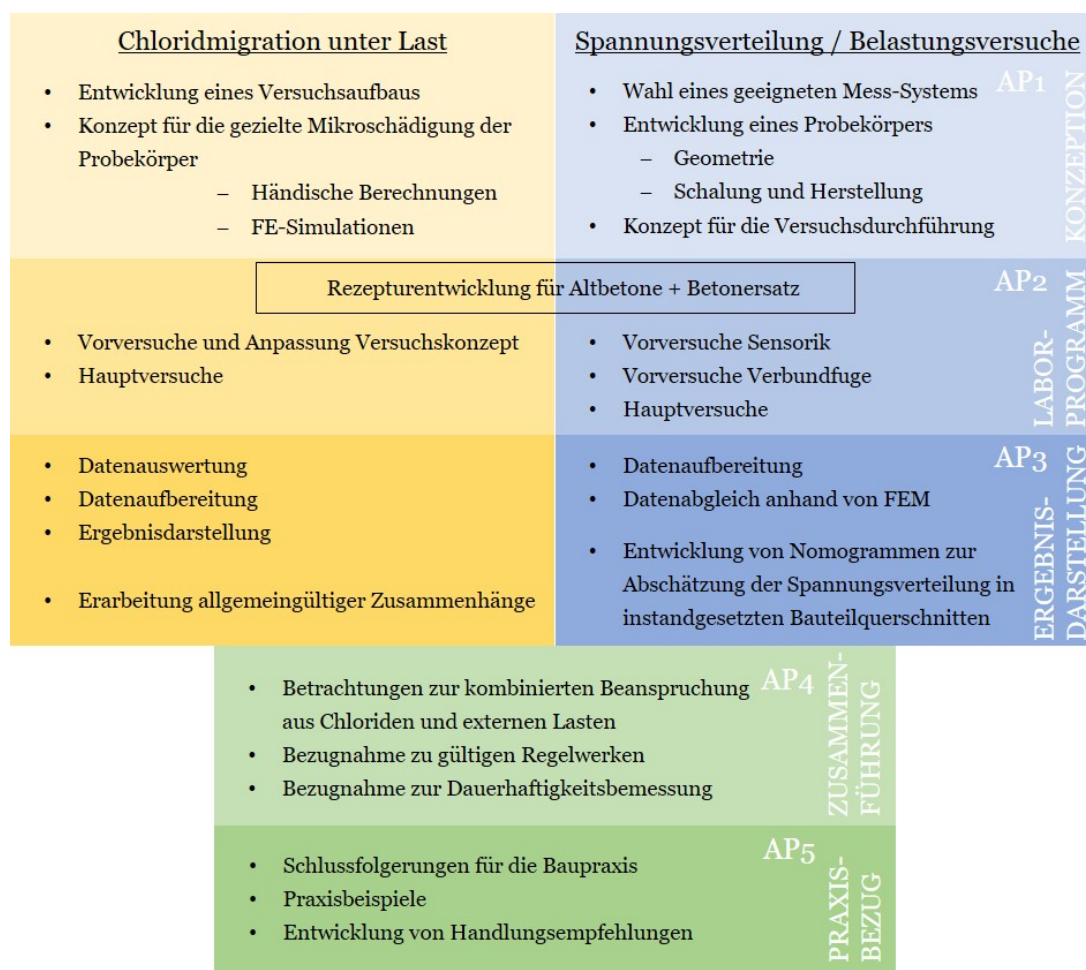 Chloridmigration unter Last
• Entwicklung eines Versuchsaufbaus
• Konzept für die gezielte Mikroschädigung der
Probekörper
– Händische Berechnungen
– FE-Simulationen
Spannungsverteilung / Belastungsversuche
AP1
KONZEPTION
• Wahl eines geeigneten Mess-Systems
• Entwicklung eines Probekörpers
– Geometrie
– Schalung und Herstellung
• Konzept für die Versuchsdurchführung
Rezepturentwicklung für Altbetone + Betonersatz
• Vorversuche und Anpassung Versuchskonzept
• Hauptversuche
AP2
LABOR-
PROGRAMM
• Vorversuche Sensorik
• Vorversuche Verbundfuge
• Hauptversuche
• Datenauswertung
• Datenaufbereitung
• Ergebnisdarstellung
• Erarbeitung allgemeingültiger Zusammenhänge
AP3
ERGEBNIS-
DARSTELLUNG
• Datenaufbereitung
• Datenabgleich anhand von FEM
• Entwicklung von Nomogrammen zur
Abschätzung der Spannungsverteilung in
instandgesetzten Bauteilquerschnitten
AP4
ZUSAMMEN-
FÜHRUNG
• Betrachtungen zur kombinierten Beanspruchung
aus Chloriden und externen Lasten
• Bezugnahme zu gültigen Regelwerken
• Bezugnahme zur Dauerhaftigkeitsbemessung
AP5
PRAXIS-
BEZUG
• Schlussfolgerungen für die Baupraxis
• Praxisbeispiele
• Entwicklung von Handlungsempfehlungen